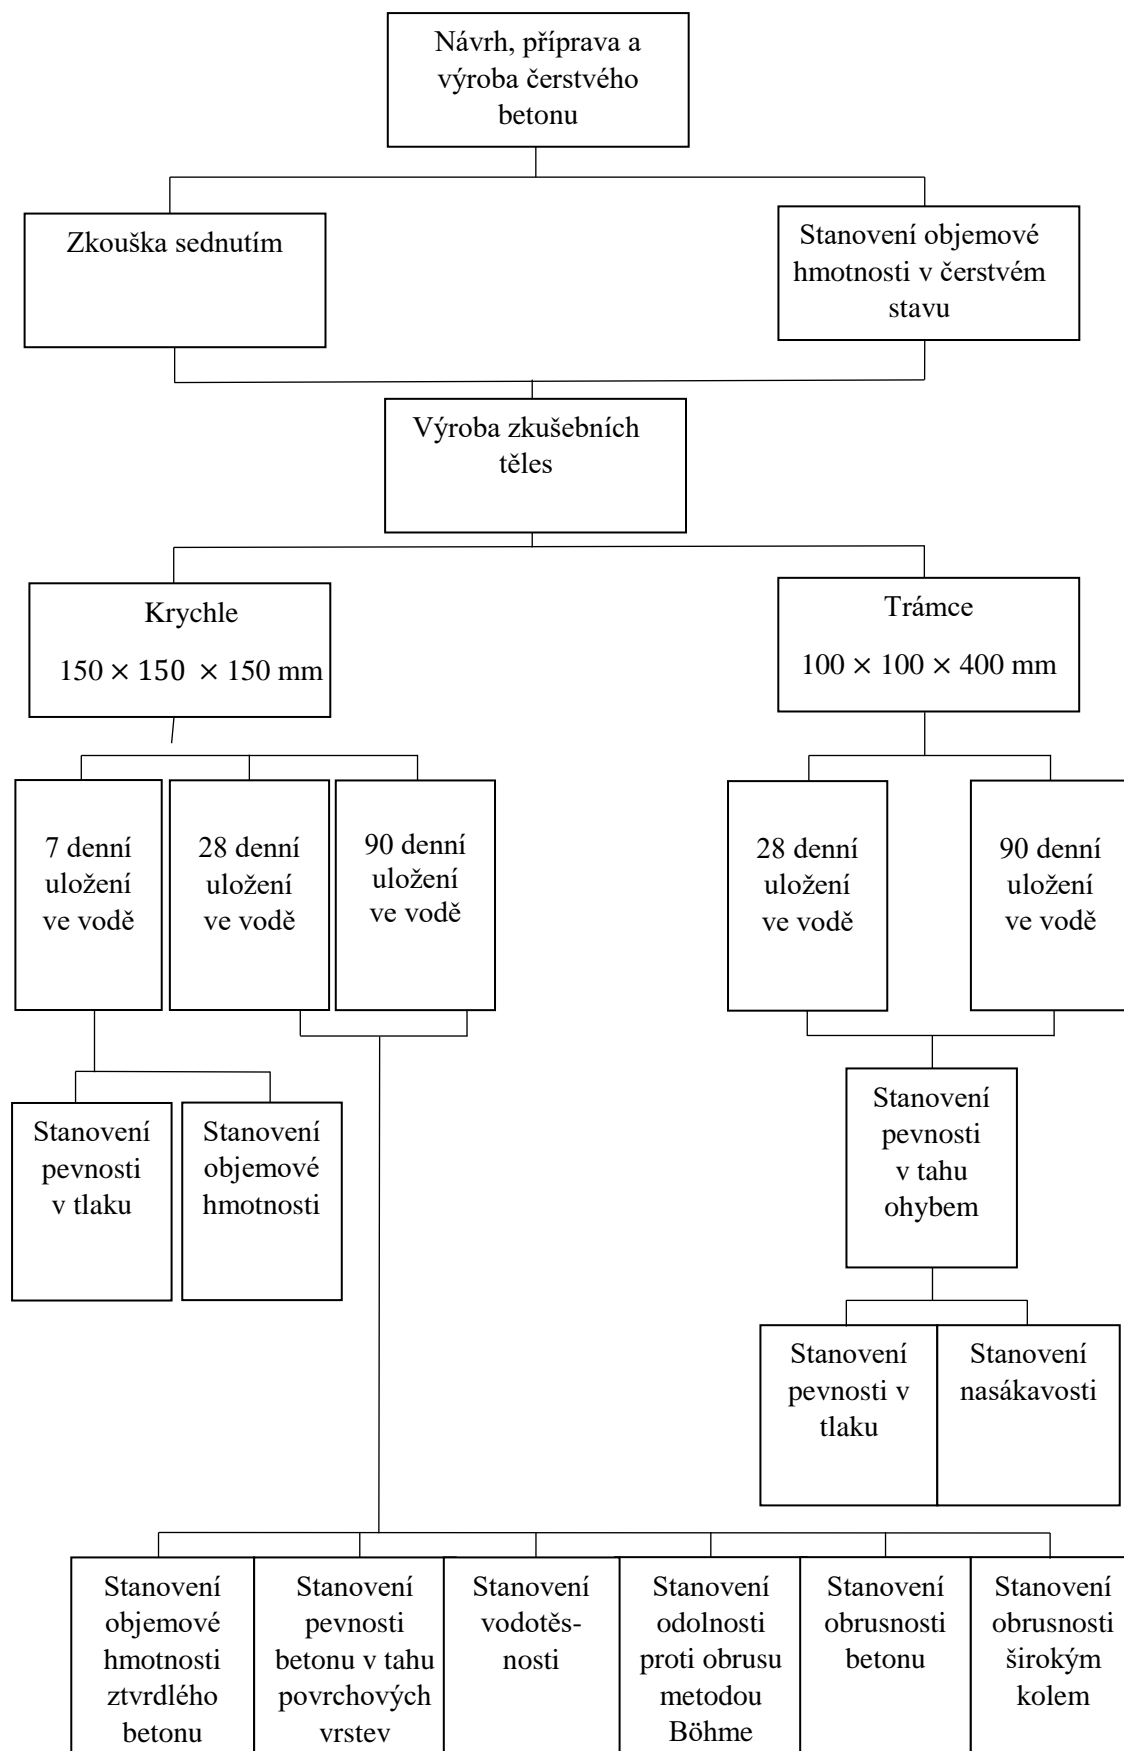 Návrh, příprava a
výroba čerstvého
betonu
Zkouška sednutím
Stanovení objemové
hmotnosti v čerstvém
stavu
Výroba zkušebních
těles
Krychle
150 × 150 × 150 mm
Trámce
100 × 100 × 400 mm
7 denní
uložení
ve vodě
28 denní
uložení
ve vodě
90 denní
uložení
ve vodě
28 denní
uložení
ve vodě
90 denní
uložení
ve vodě
Stanovení
pevnosti
v tlaku
Stanovení
objemové
hmotnosti
Stanovení
pevnosti
v tahu
ohybem
Stanovení
pevnosti v
tlaku
Stanovení
nasákavosti
Stanovení
objemové
hmotnosti
ztvrdlého
betonu
Stanovení
pevnosti
betonu v tahu
povrchových
vrstev
Stanovení
vodotěs-
nosti
Stanovení
odolnosti
proti obrusu
metodou
Böhme
Stanovení
obrusnosti
betonu
Stanovení
obrusnosti
širokým
kolem